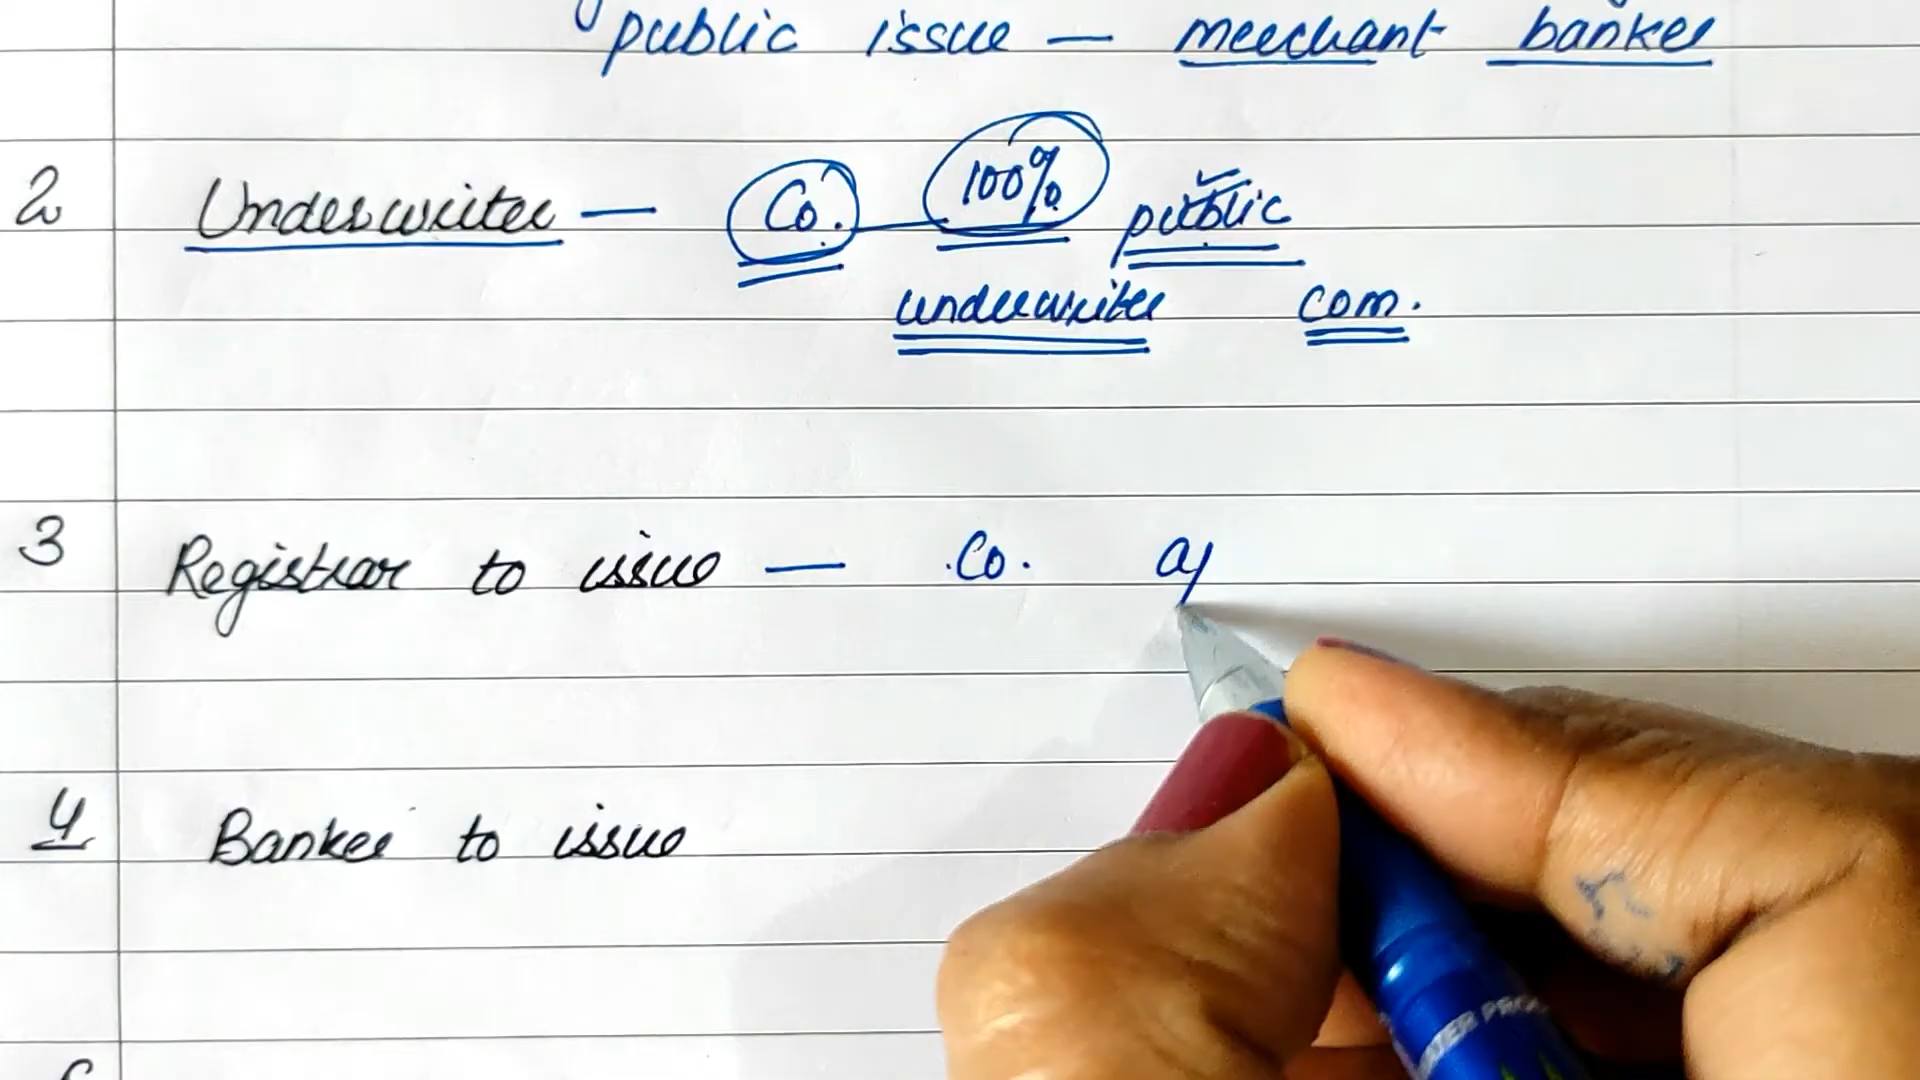 public issue — merchant banker
2 Underwriter — Co. 100% public
underwriter com.
3 Registrar to issue — Co. ap
4 Banker to issue